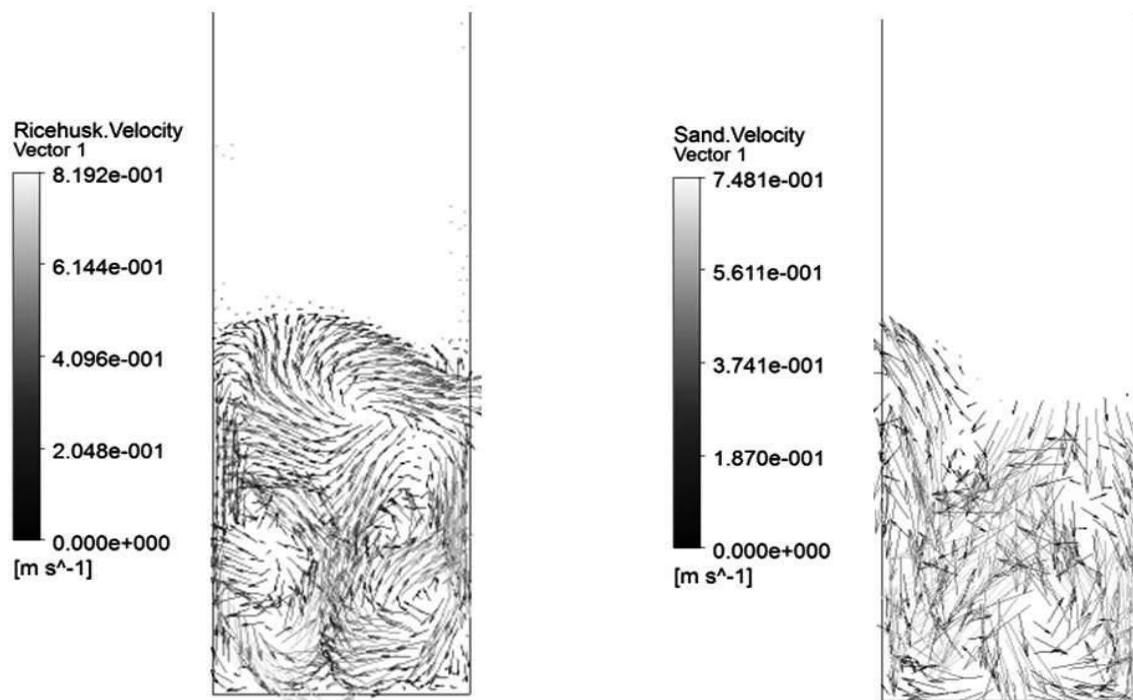 Ricehusk.Velocity
Vector 1
8.192e-001
6.144e-001
4.096e-001
2.048e-001
0.000e+000
[m s^-1]
Sand.Velocity
Vector 1
7.481e-001
5.611e-001
3.741e-001
1.870e-001
0.000e+000
[m s^-1]